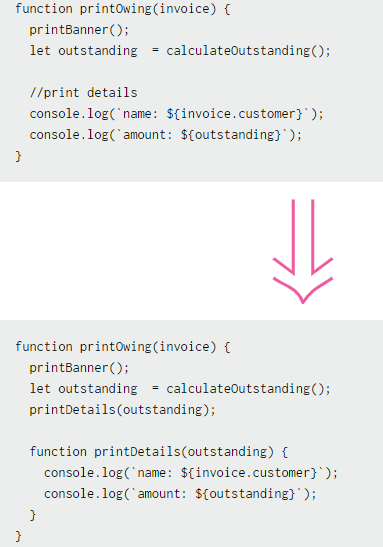 function printOwing(invoice) {
  printBanner();
  let outstanding  = calculateOutstanding();

  //print details
  console.log(`name: ${invoice.customer}`);
  console.log(`amount: ${outstanding}`);
}

function printOwing(invoice) {
  printBanner();
  let outstanding  = calculateOutstanding();
  printDetails(outstanding);

  function printDetails(outstanding) {
    console.log(`name: ${invoice.customer}`);
    console.log(`amount: ${outstanding}`);
  }
}